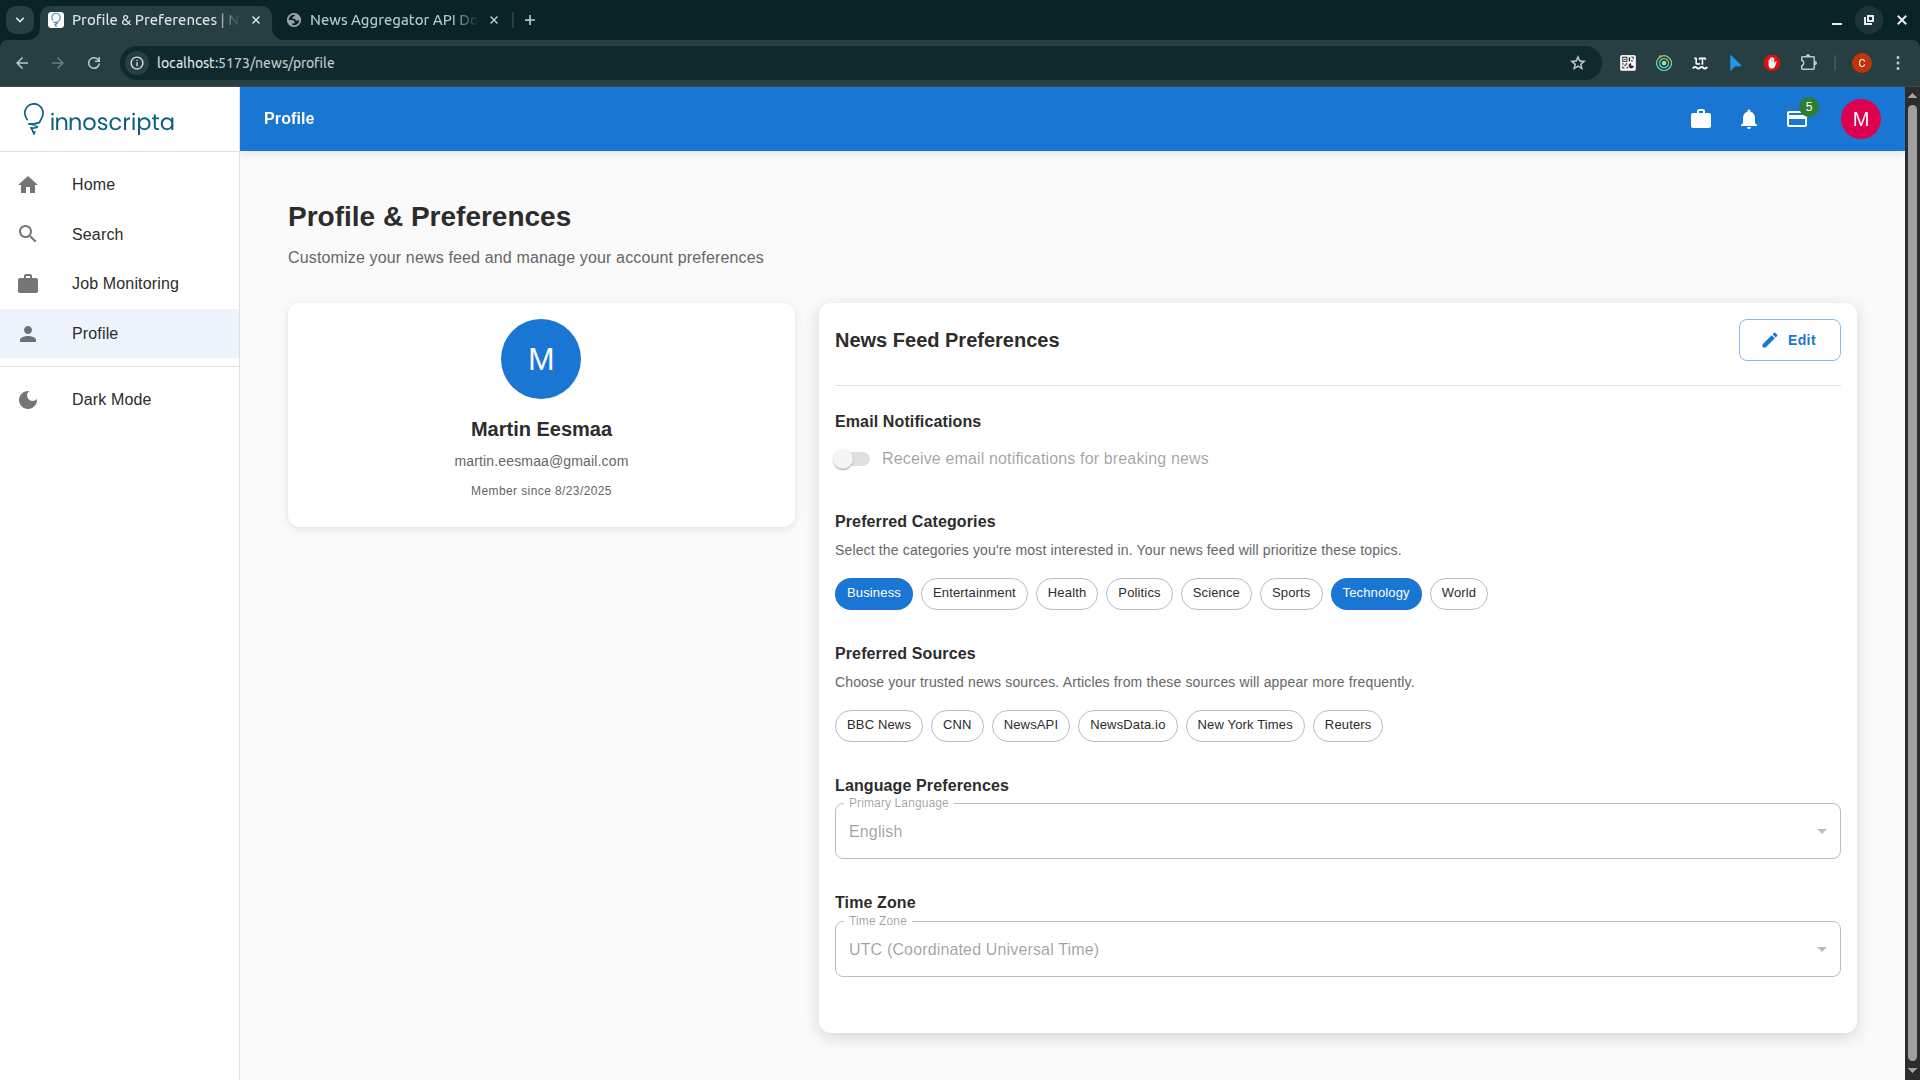 Profile & Preferences | N
News Aggregator API Do
localhost:5173/news/profile
C
innoscripta
Profile
5
M
Home
Search
Job Monitoring
Profile
Dark Mode
Profile & Preferences
Customize your news feed and manage your account preferences
M
Martin Eesmaa
martin.eesmaa@gmail.com
Member since 8/23/2025
News Feed Preferences
Edit
Email Notifications
Receive email notifications for breaking news
Preferred Categories
Select the categories you're most interested in. Your news feed will prioritize these topics.
Business Entertainment Health Politics Science Sports Technology World
Preferred Sources
Choose your trusted news sources. Articles from these sources will appear more frequently.
BBC News CNN NewsAPI NewsData.io New York Times Reuters
Language Preferences
Primary Language
English
Time Zone
Time Zone
UTC (Coordinated Universal Time)